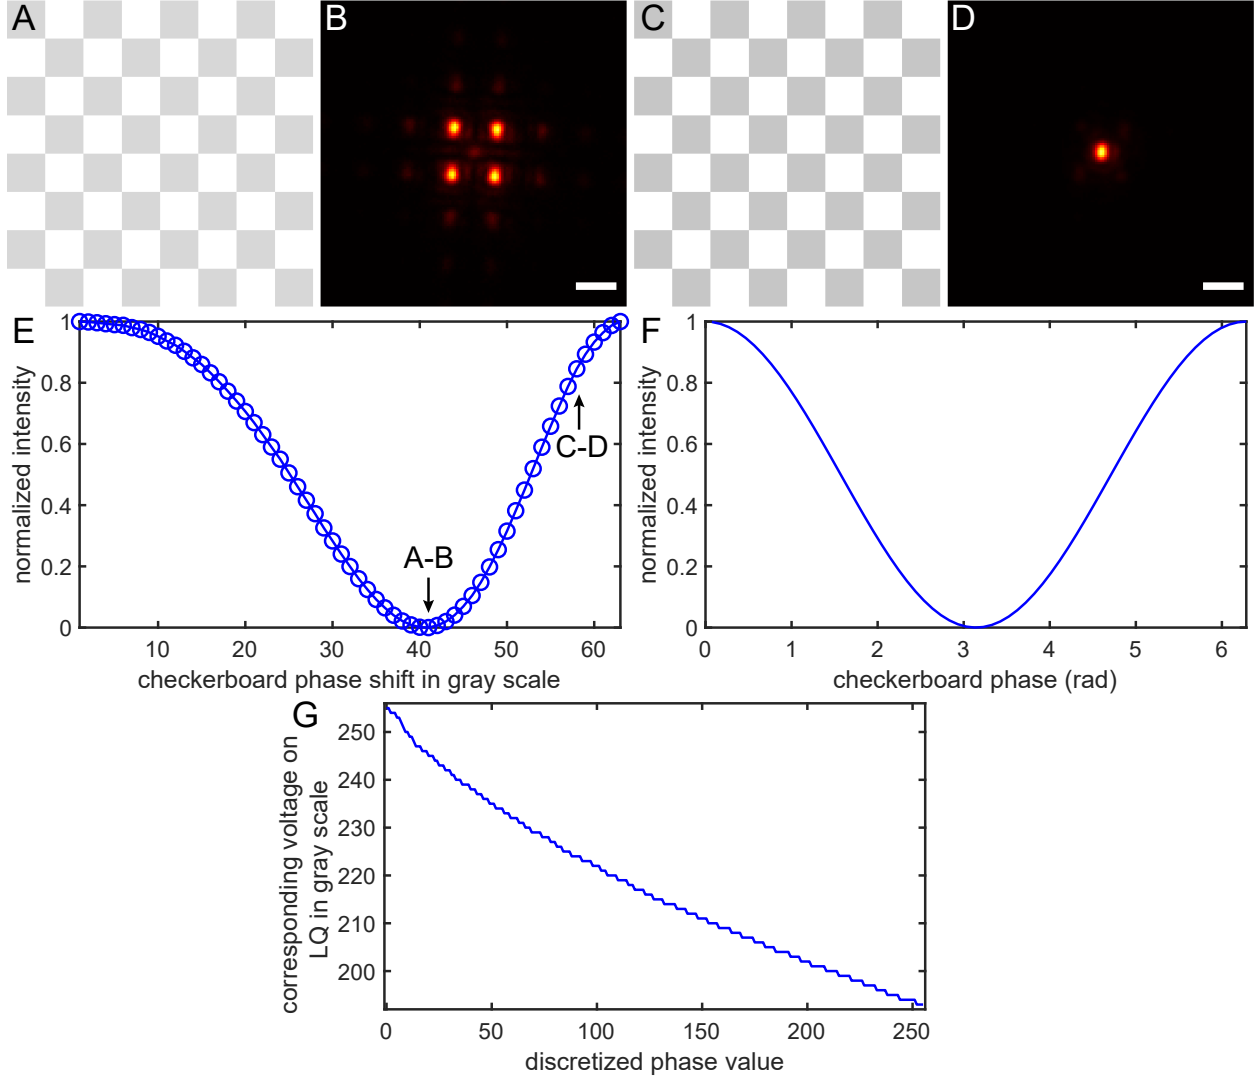 A
B
C
D
E
1
0.8
0.6
0.4
0.2
0
normalized intensity
10
20
30
40
50
60
checkerboard phase shift in gray scale
A-B
C-D
F
1
0.8
0.6
0.4
0.2
0
normalized intensity
0
1
2
3
4
5
6
checkerboard phase (rad)
G
250
240
230
220
210
200
corresponding voltage on
LQ in gray scale
0
50
100
150
200
250
discretized phase value